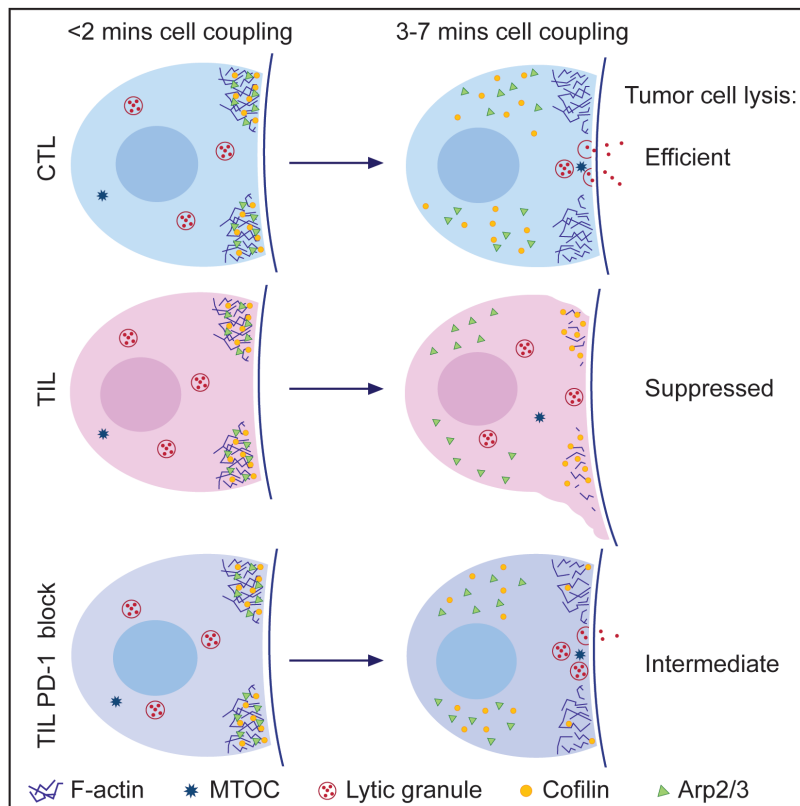 <2 mins cell coupling
3-7 mins cell coupling
Tumor cell lysis:
CTL
Efficient
TIL
Suppressed
TIL PD-1 block
Intermediate
F-actin
MTOC
Lytic granule
Cofilin
Arp2/3